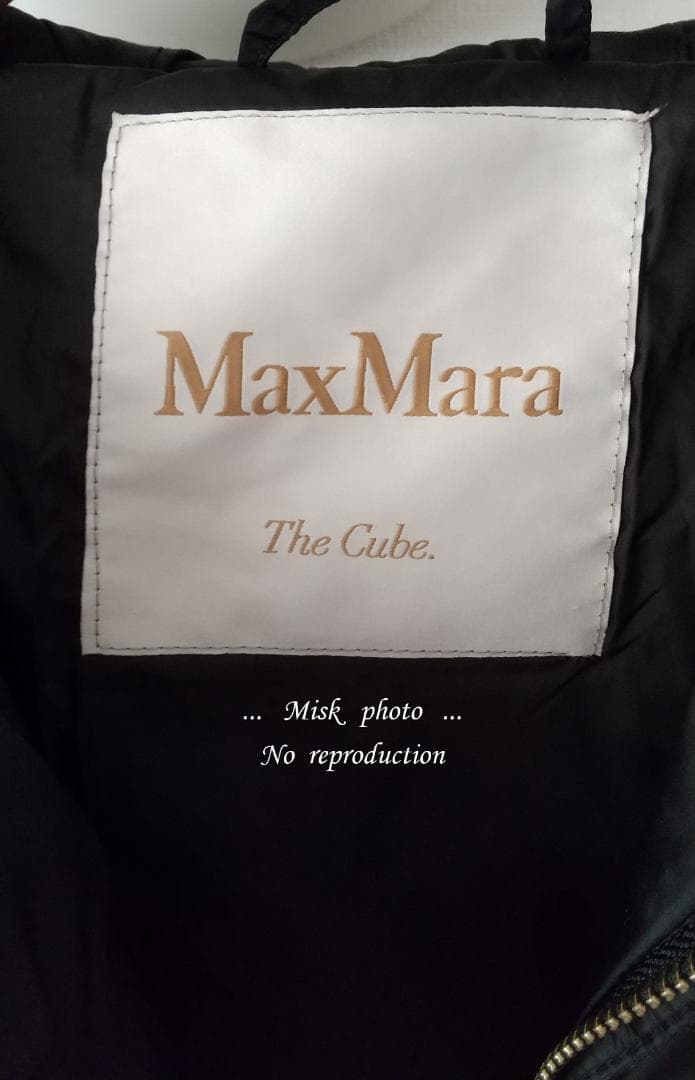 MaxMara
The Cube.
... Misk photo ...
No reproduction